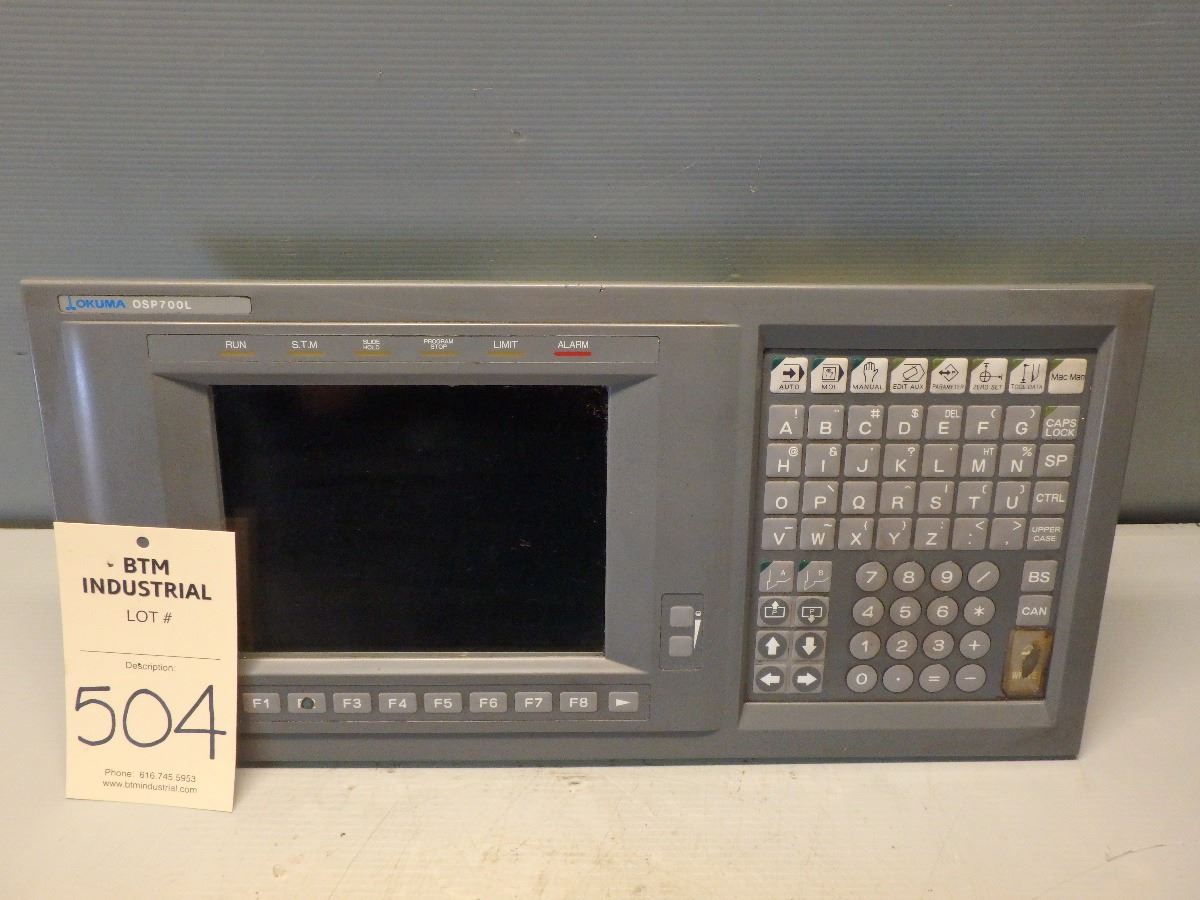 OKUMA OSP700L
RUN S.T.M SLIDE HOLD PROGRAM STOP LIMIT ALARM
AUTO MDI MANUAL EDIT AUX PARAMETER ZERO SET TOOL DATA Mac Man
! " # $ DEL ( )
A B C D E F G CAPS LOCK
@ & ' ? HT %
H I J K L M N SP
O P Q R S T U CTRL
V W X Y Z : . UPPER CASE
A B
7 8 9 / BS
P P
4 5 6 * CAN
1 2 3 +
0 . = -
F1 F3 F4 F5 F6 F7 F8
BTM
INDUSTRIAL
LOT #
Description:
504
Phone: 616.745.5953
www.btmindustrial.com